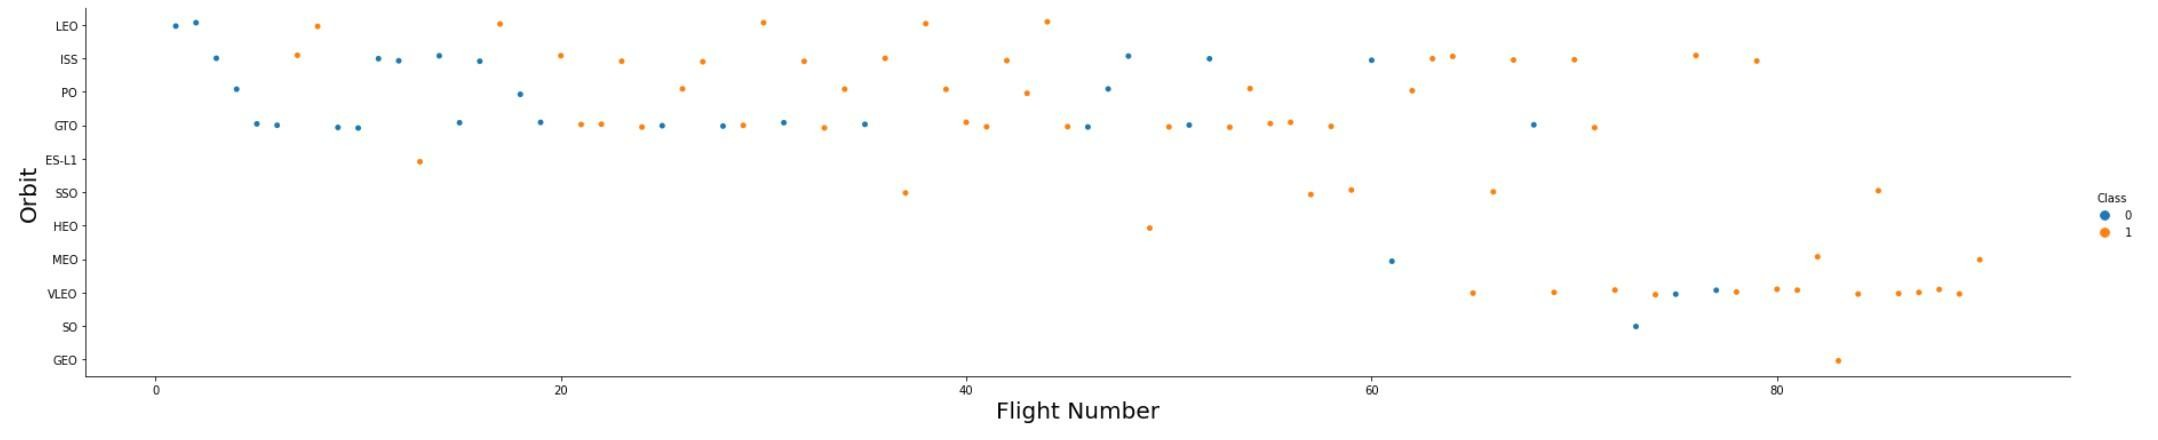 LEO
ISS
PO
GTO
ES-L1
SSO
HEO
MEO
VLEO
SO
GEO
Orbit
0 20 40 60 80
Flight Number
Class
0
1